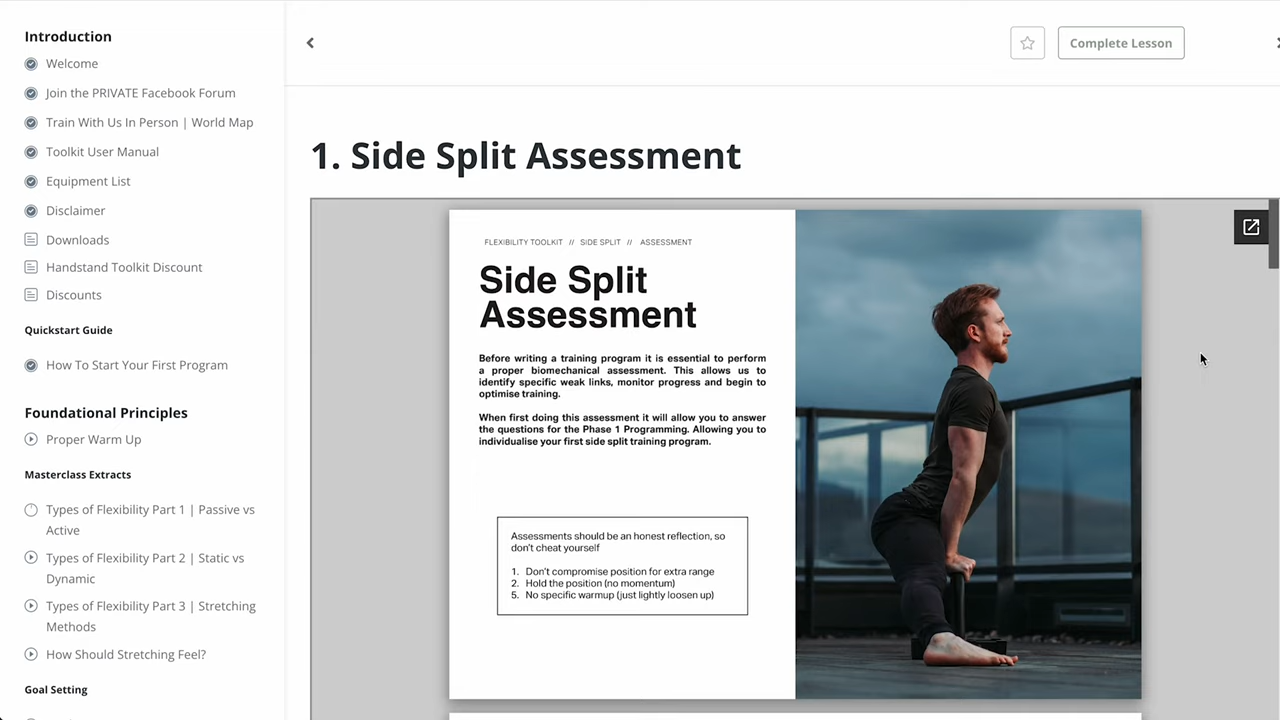 Introduction
Welcome
Join the PRIVATE Facebook Forum
Train With Us In Person | World Map
Toolkit User Manual
Equipment List
Disclaimer
Downloads
Handstand Toolkit Discount
Discounts
Quickstart Guide
How To Start Your First Program
Foundational Principles
Proper Warm Up
Masterclass Extracts
Types of Flexibility Part 1 | Passive vs
Active
Types of Flexibility Part 2 | Static vs
Dynamic
Types of Flexibility Part 3 | Stretching
Methods
How Should Stretching Feel?
Goal Setting
Complete Lesson
1. Side Split Assessment
FLEXIBILITY TOOLKIT // SIDE SPLIT // ASSESSMENT
Side Split
Assessment
Before writing a training program it is essential to perform
a proper biomechanical assessment. This allows us to
identify specific weak links, monitor progress and begin to
optimise training.
When first doing this assessment it will allow you to answer
the questions for the Phase 1 Programming. Allowing you to
individualise your first side split training program.
Assessments should be an honest reflection, so
don't cheat yourself
1. Don't compromise position for extra range
2. Hold the position (no momentum)
5. No specific warmup (just lightly loosen up)